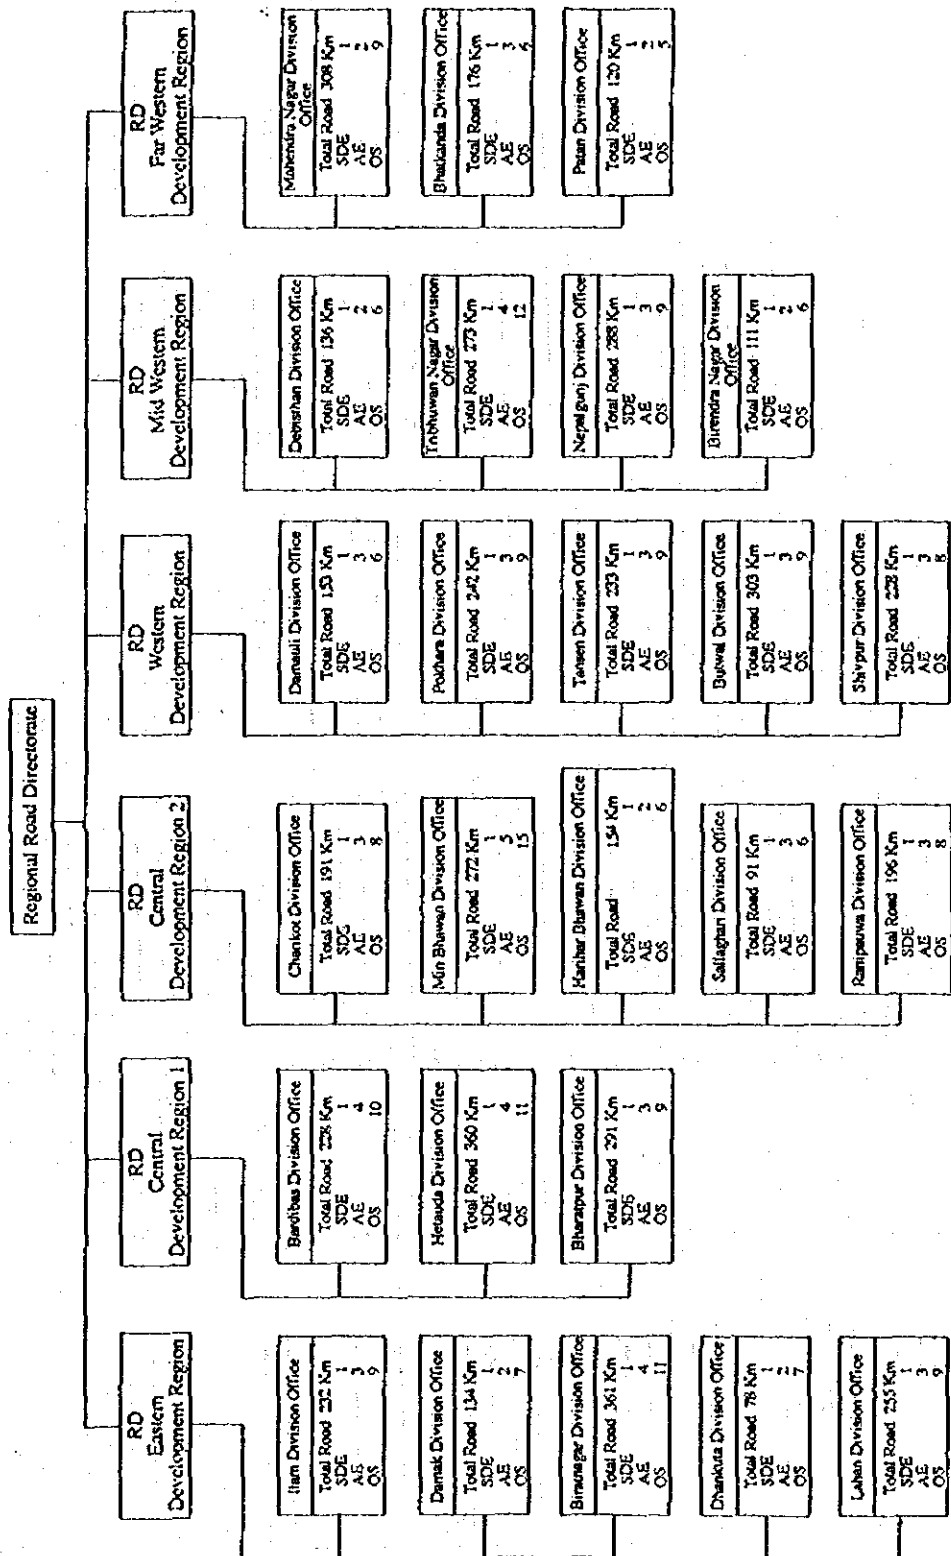 Regional Road Directorate
RD
Eastern
Development Region
Ilam Division Office
Total Road 232 Km
SDE 1
AE 3
OS 9
Damak Division Office
Total Road 134 Km
SDE 1
AE 2
OS 7
Biratnagar Division Office
Total Road 361 Km
SDE 1
AE 4
OS 11
Dhankuta Division Office
Total Road 78 Km
SDE 1
AE 2
OS 7
Lahan Division Office
Total Road 255 Km
SDE 1
AE 3
OS 9
RD
Central
Development Region 1
Bardibas Division Office
Total Road 228 Km
SDE 1
AE 4
OS 10
Hetauda Division Office
Total Road 360 Km
SDE 1
AE 4
OS 11
Bharatpur Division Office
Total Road 291 Km
SDE 1
AE 3
OS 9
RD
Central
Development Region 2
Charikot Division Office
Total Road 191 Km
SDE 1
AE 3
OS 8
Min Bhawan Division Office
Total Road 272 Km
SDE 1
AE 5
OS 15
Harihar Bhawan Division Office
Total Road 154 Km
SDE 1
AE 2
OS 6
Sallaghari Division Office
Total Road 91 Km
SDE 1
AE 3
OS 6
Ranipauwa Division Office
Total Road 196 Km
SDE 1
AE 3
OS 8
RD
Western
Development Region
Damauli Division Office
Total Road 153 Km
SDE 1
AE 3
OS 6
Pokhara Division Office
Total Road 242 Km
SDE 1
AE 3
OS 9
Tansen Division Office
Total Road 233 Km
SDE 1
AE 3
OS 9
Butwal Division Office
Total Road 303 Km
SDE 1
AE 3
OS 9
Shivpur Division Office
Total Road 228 Km
SDE 1
AE 3
OS 8
RD
Mid Western
Development Region
Debisthan Division Office
Total Road 136 Km
SDE 1
AE 2
OS 6
Tribhuwan Nagar Division
Office
Total Road 273 Km
SDE 1
AE 4
OS 12
Nepalgunj Division Office
Total Road 288 Km
SDE 1
AE 3
OS 9
Birendra Nagar Division
Office
Total Road 111 Km
SDE 1
AE 2
OS 6
RD
Far Western
Development Region
Mahendra Nagar Division
Office
Total Road 308 Km
SDE 1
AE 2
OS 9
Bhatkanda Division Office
Total Road 176 Km
SDE 1
AE 3
OS
Patan Division Office
Total Road 120 Km
SDE 1
AE 2
OS 5